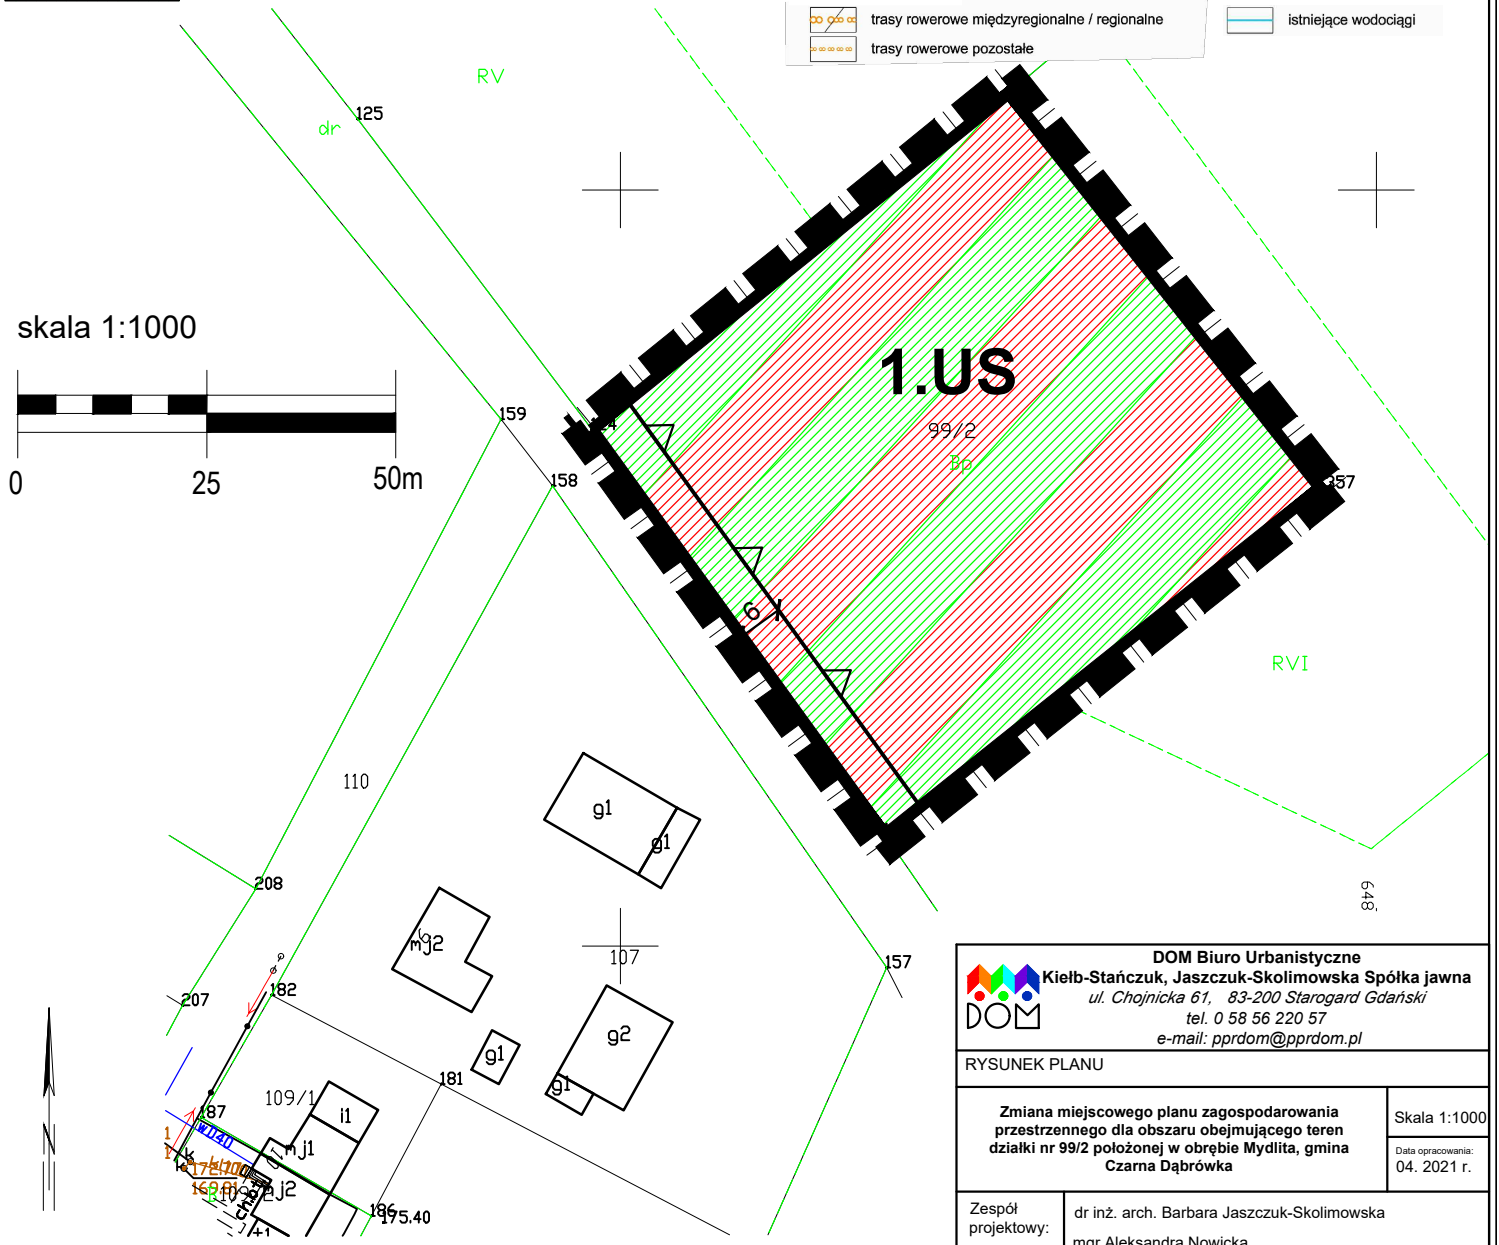 trasy rowerowe międzyregionalne / regionalne
istniejące wodociągi
trasy rowerowe pozostałe
RV
125
dr
skala 1:1000
0
25
50m
1.US
99/2
Bp
159
158
357
6
RVI
110
g1
g1
208
648
mj2
107
157
207
182
g2
g1
g1
181
109/1
i1
187
wD40
mj1
186
175.40
DOM
DOM Biuro Urbanistyczne
Kiełb-Stańczuk, Jaszczuk-Skolimowska Spółka jawna
ul. Chojnicka 61, 83-200 Starogard Gdański
tel. 0 58 56 220 57
e-mail: pprdom@pprdom.pl
RYSUNEK PLANU
Zmiana miejscowego planu zagospodarowania
przestrzennego dla obszaru obejmującego teren
działki nr 99/2 położonej w obrębie Mydlita, gmina
Czarna Dąbrówka
Skala 1:1000
Data opracowania:
04. 2021 r.
Zespół
projektowy:
dr inż. arch. Barbara Jaszczuk-Skolimowska
mgr Aleksandra Nowicka
N